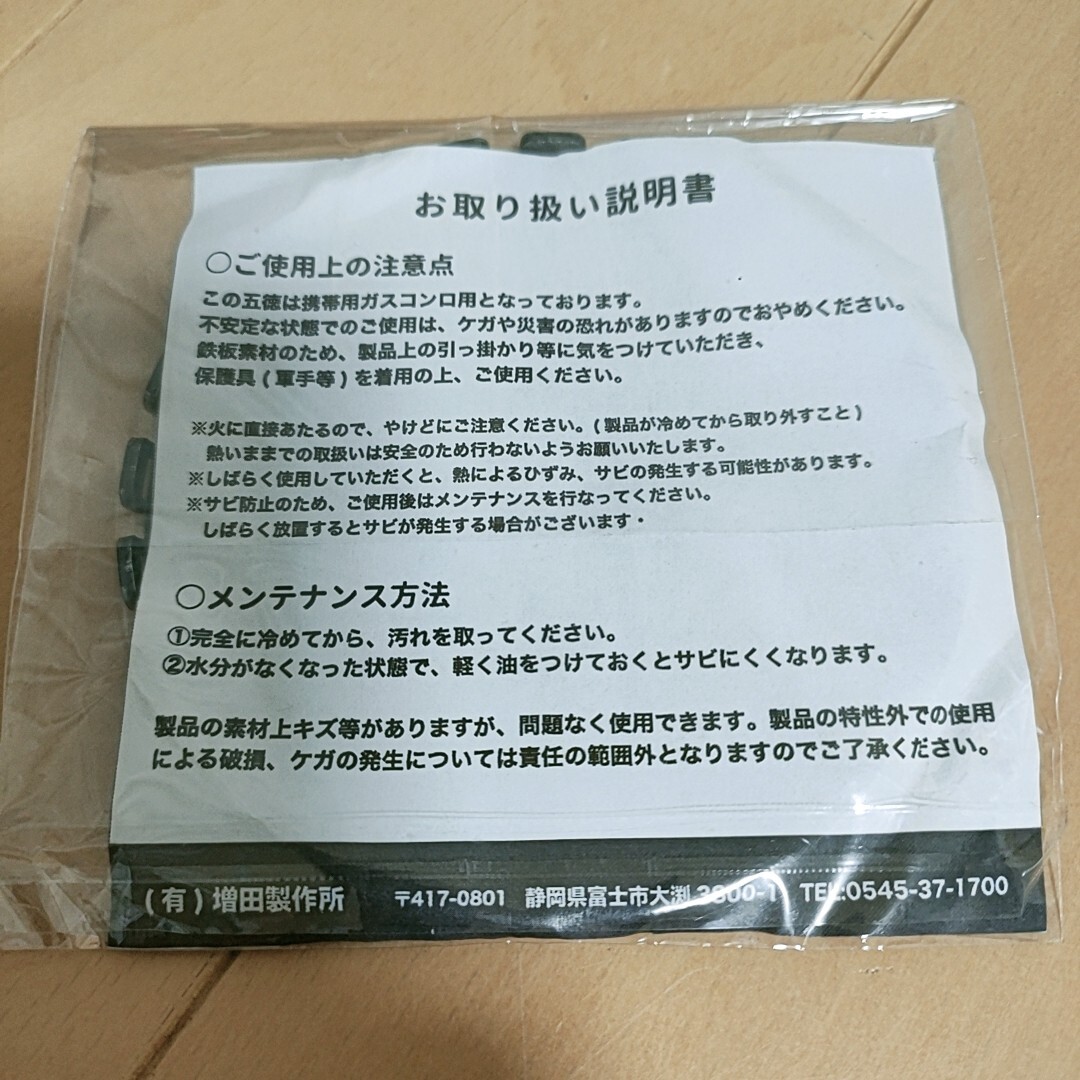 お取り扱い説明書
○ご使用上の注意点
この五徳は携帯用ガスコンロ用となっております。
不安定な状態でのご使用は、ケガや災害の恐れがありますのでおやめください。
鉄板素材のため、製品上の引っ掛かり等に気をつけていただき、
保護具(軍手等)を着用の上、ご使用ください。
※火に直接あたるので、やけどにご注意ください。(製品が冷めてから取り外すこと)
熱いままでの取扱いは安全のため行わないようお願いいたします。
※しばらく使用していただくと、熱によるひずみ、サビの発生する可能性があります。
※サビ防止のため、ご使用後はメンテナンスを行なってください。
しばらく放置するとサビが発生する場合がございます・
○メンテナンス方法
①完全に冷めてから、汚れを取ってください。
②水分がなくなった状態で、軽く油をつけておくとサビにくくなります。
製品の素材上キズ等がありますが、問題なく使用できます。製品の特性外での使用
による破損、ケガの発生については責任の範囲外となりますのでご了承ください。
(有)増田製作所 〒417-0801 静岡県富士市大渕 TEL:0545-37-1700